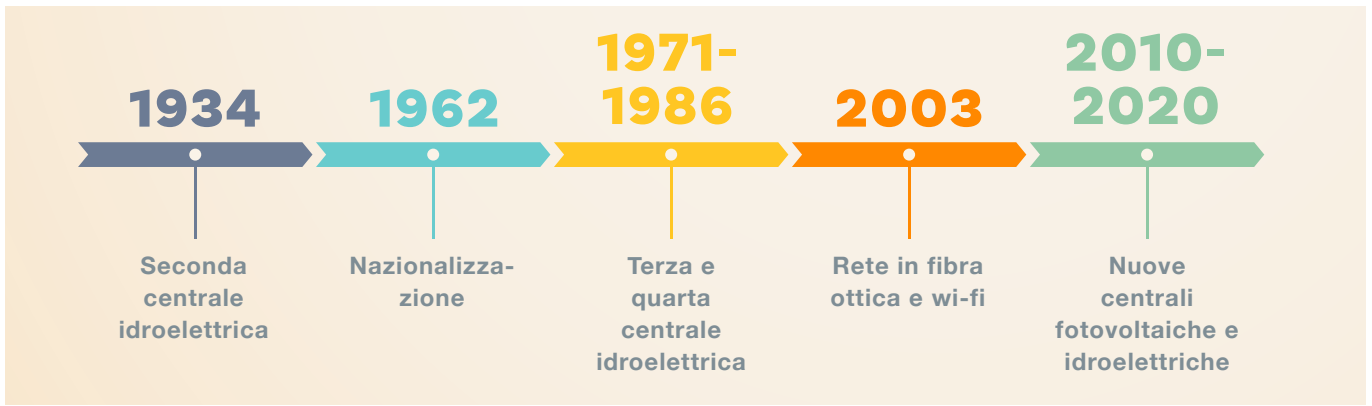 1934
Seconda
centrale
idroelettrica
1962
Nazionalizza-
zione
1971-
1986
Terza e
quarta
centrale
idroelettrica
2003
Rete in fibra
ottica e wi-fi
2010-
2020
Nuove
centrali
fotovoltaiche e
idroelettriche